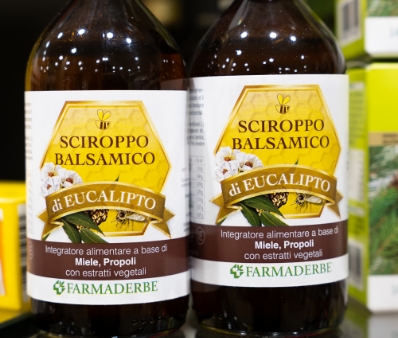 SCIROPPO
BALSAMICO
di EUCALIPTO
Integratore alimentare a base di
Miele, Propoli
con estratti vegetali
FARMADERBE
SCIROPPO
BALSAMICO
di EUCALIPTO
Integratore alimentare a base di
Miele, Propoli
con estratti vegetali
FARMADERBE